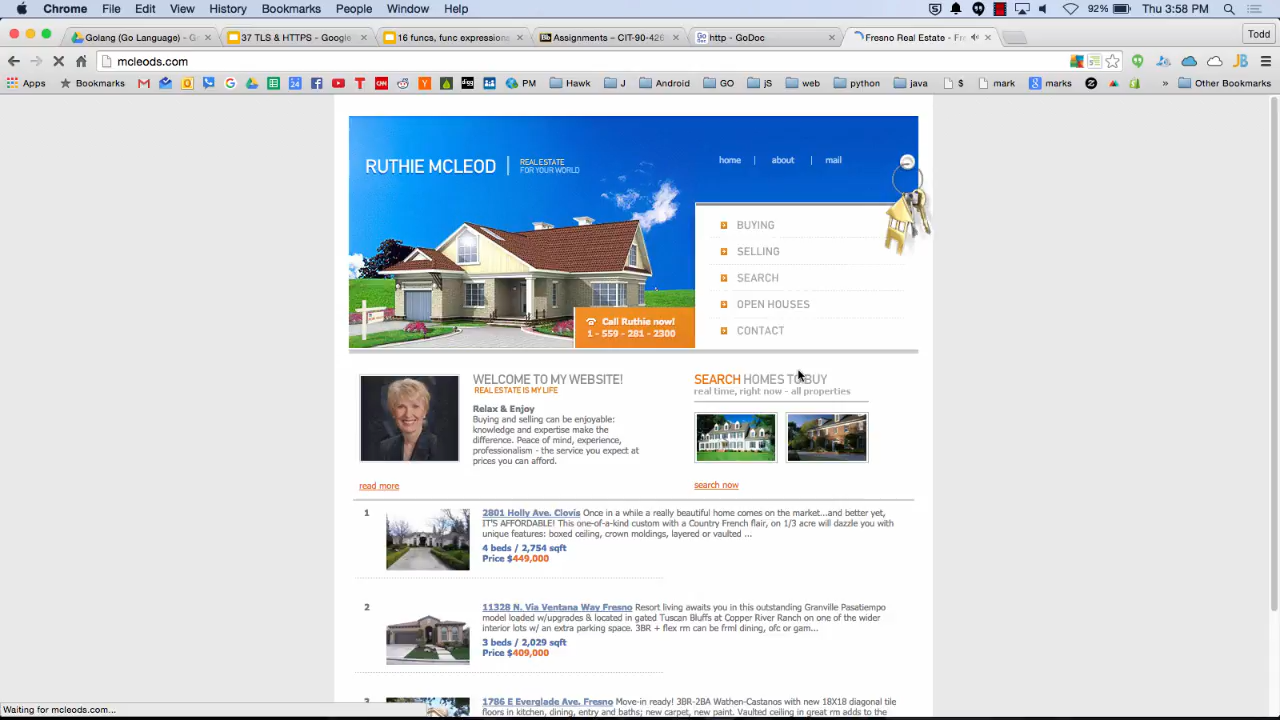 Chrome File Edit View History Bookmarks People Window Help 92% Thu 3:58 PM
Golang (Go Language) - G 37 TLS & HTTPS - Google 16 funcs, func expression Assignments – CIT-90-426 http - GoDoc Fresno Real Estate - Fr Todd
mcleods.com
Apps Bookmarks 24 PM Hawk J Android GO jS web python java $ mark marks » Other Bookmarks
RUTHIE MCLEOD | REAL ESTATE
FOR YOUR WORLD
home | about | mail
BUYING
SELLING
SEARCH
OPEN HOUSES
CONTACT
Call Ruthie now!
1 - 559 - 281 - 2300
WELCOME TO MY WEBSITE!
REAL ESTATE IS MY LIFE
Relax & Enjoy
Buying and selling can be enjoyable:
knowledge and expertise make the
difference. Peace of mind, experience,
professionalism - the service you expect at
prices you can afford.
read more
SEARCH HOMES TO BUY
real time, right now - all properties
search now
1
2801 Holly Ave. Clovis Once in a while a really beautiful home comes on the market...and better yet,
IT'S AFFORDABLE! This one-of-a-kind custom with a Country French flair, on 1/3 acre will dazzle you with
unique features: boxed ceiling, crown moldings, layered or vaulted ...
4 beds / 2,754 sqft
Price $449,000
2
11328 N. Via Ventana Way Fresno Resort living awaits you in this outstanding Granville Pasatiempo
model loaded w/upgrades & located in gated Tuscan Bluffs at Copper River Ranch on one of the wider
interior lots w/ an extra parking space. 3BR + flex rm can be frml dining, ofc or gam...
3 beds / 2,029 sqft
Price $409,000
3
1786 E Everglade Ave. Fresno Move-in ready! 3BR-2BA Wathen-Castanos with new 18X18 diagonal tile
floors in kitchen, dining, entry and baths; new carpet, new paint. Vaulted ceiling in great rm adds to the
Waiting for mcleods.com...